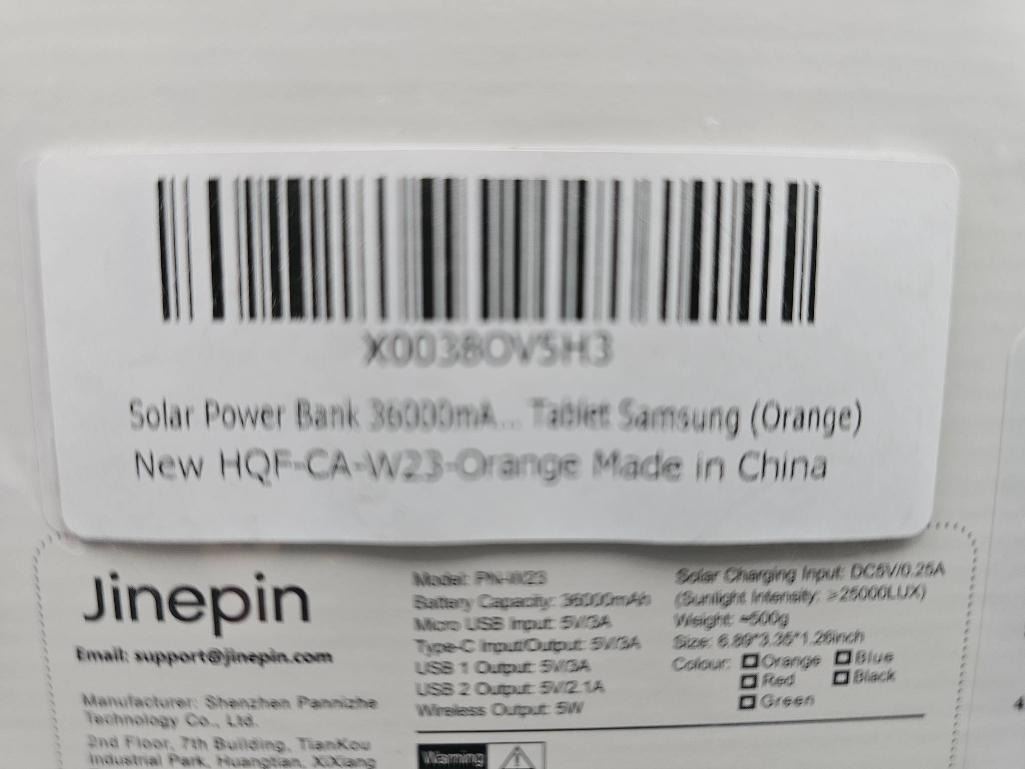 X0038OV5H3
Solar Power Bank 36000mA... Tablet Samsung (Orange)
New HQF-CA-W23-Orange Made in China
Jinepin
Email: support@jinepin.com
Manufacturer: Shenzhen Pannizhe
Technology Co., Ltd.
2nd Floor, 7th Building, TianKou
Industrial Park, Huangtian, XiXiang
Model: PN-W23
Battery Capacity: 36000mAh
Micro USB Input: 5V/3A
Type-C Input/Output: 5V/3A
USB 1 Output: 5V/3A
USB 2 Output: 5V/2.1A
Wireless Output: 5W
Warning
Solar Charging Input: DC5V/0.25A
(Sunlight Intensity: ≥25000LUX)
Weight: ≈500g
Size: 6.89*3.35*1.26inch
Colour: Orange Blue
Red Black
Green
4